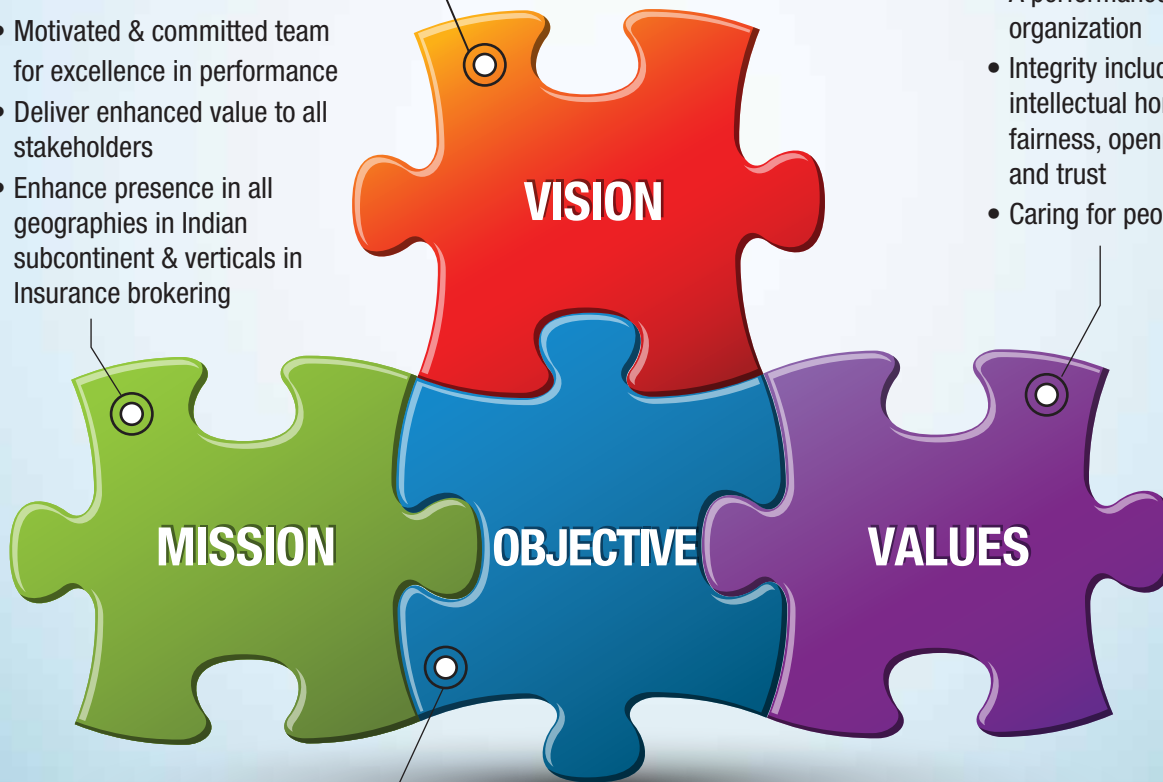 • Motivated & committed team
for excellence in performance
• Deliver enhanced value to all
stakeholders
• Enhance presence in all
geographies in Indian
subcontinent & verticals in
Insurance brokering
organization
• Integrity
intellectual
fairness,
and trust
• Caring for
VISION
MISSION
OBJECTIVE
VALUES